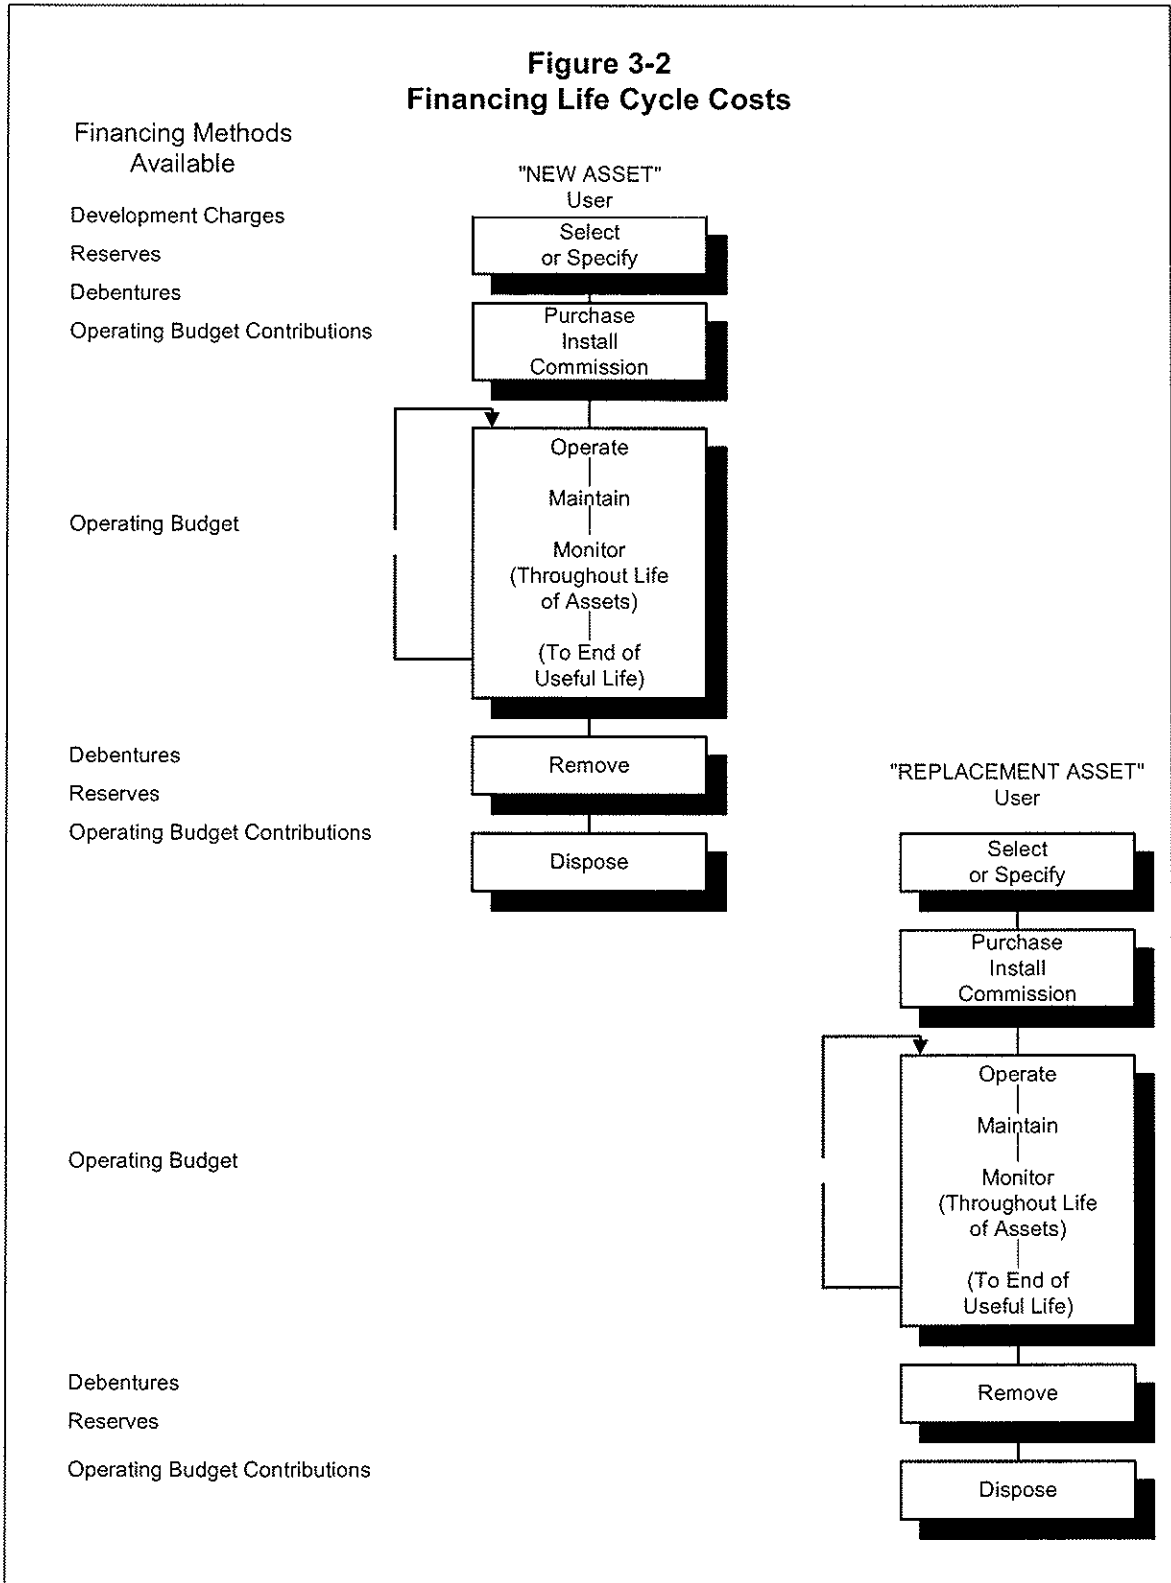 Figure 3-2
Financing Life Cycle Costs
Financing Methods
Available
"NEW ASSET"
User
Development Charges
Reserves
Debentures
Operating Budget Contributions
Select
or Specify
Purchase
Install
Commission
Operating Budget
Operate
Maintain
Monitor
(Throughout Life
of Assets)
(To End of
Useful Life)
Debentures
Reserves
Operating Budget Contributions
Remove
Dispose
"REPLACEMENT ASSET"
User
Select
or Specify
Purchase
Install
Commission
Operating Budget
Operate
Maintain
Monitor
(Throughout Life
of Assets)
(To End of
Useful Life)
Debentures
Reserves
Operating Budget Contributions
Remove
Dispose